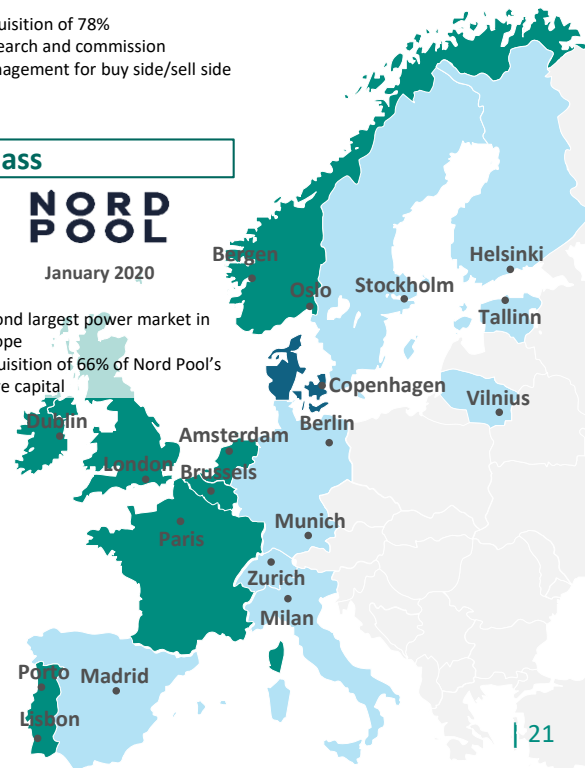 uisition of 78%
earch and commission
nagement for buy side/sell side
ass
NORD
POOL
January 2020
ond largest power market in
ope
uisition of 66% of Nord Pool’s
e capital
Bergen
Oslo
Stockholm
Helsinki
Tallinn
Copenhagen
Vilnius
Dublin
London
Amsterdam
Brussels
Berlin
Paris
Munich
Zurich
Milan
Porto
Madrid
Lisbon
| 21